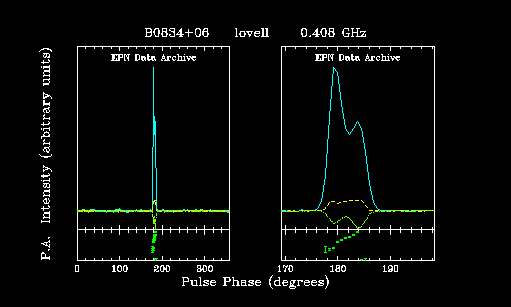 B0834+06 lovell 0.408 GHz
EPN Data Archive EPN Data Archive
P.A. Intensity (arbitrary units)
0 100 200 300 170 180 190
Pulse Phase (degrees)